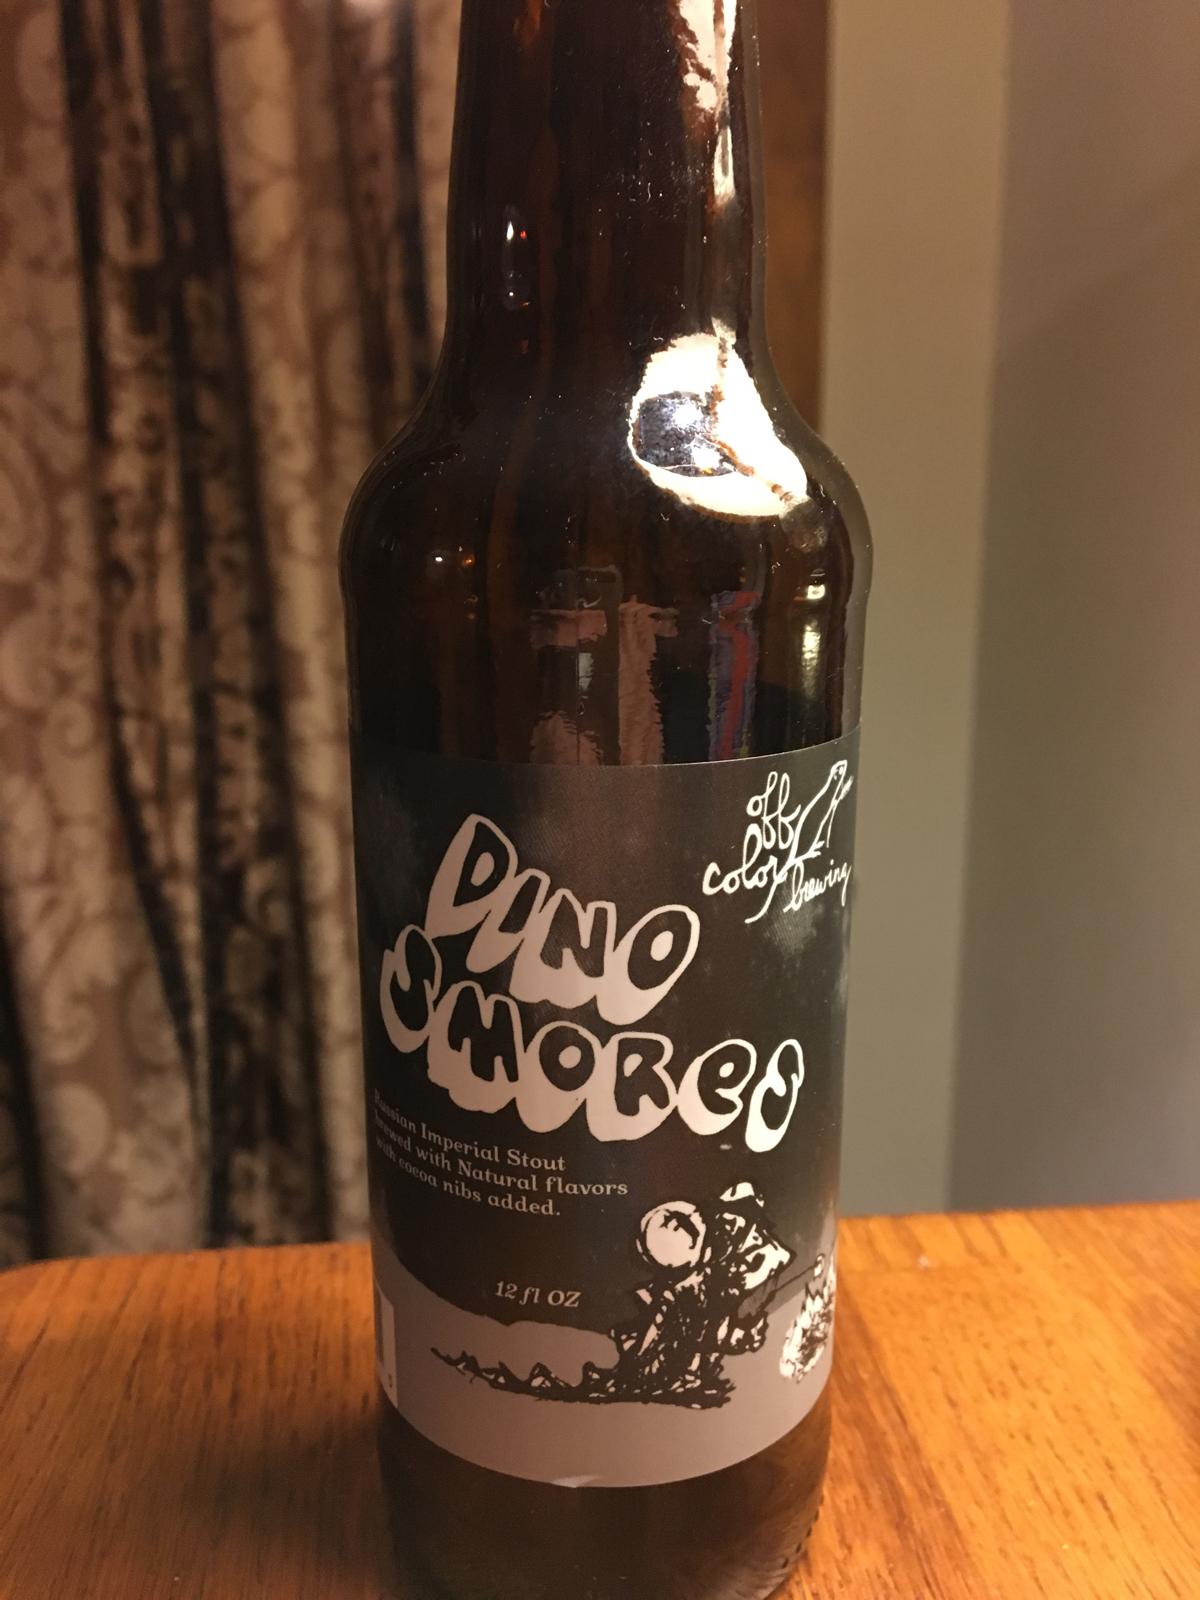 off
color brewing
DINO
SMORES
Russian Imperial Stout
brewed with Natural flavors
with cocoa nibs added.
12 fl OZ